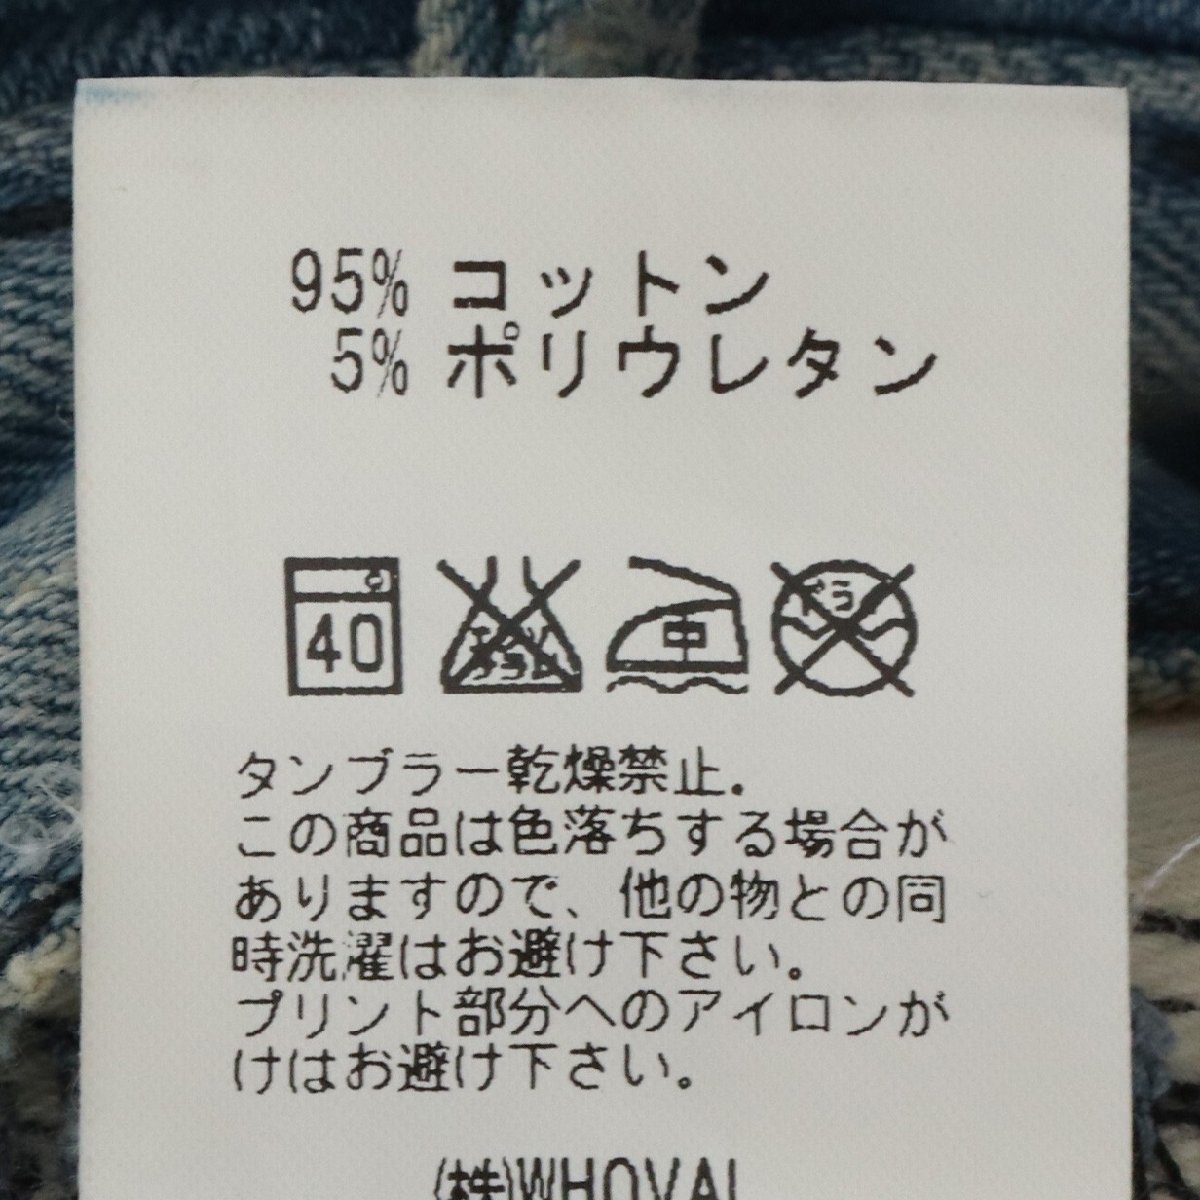 95% コットン
5% ポリウレタン
40
中
タンブラー乾燥禁止.
この商品は色落ちする場合が
ありますので、他の物との同
時洗濯はお避け下さい。
プリント部分へのアイロンが
けはお避け下さい。
(株)WHOVAL